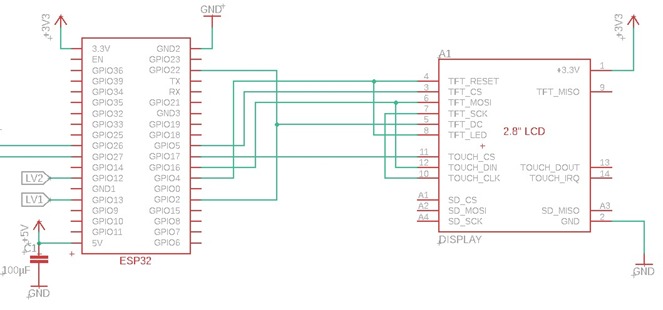 +3V3
GND
3.3V
EN
GPIO36
GPIO39
GPIO34
GPIO35
GPIO32
GPIO33
GPIO25
GPIO26
GPIO27
GPIO14
GPIO12
GND1
GPIO13
GPIO9
GPIO10
GPIO11
5V
GND2
GPIO23
GPIO22
TX
RX
GPIO21
GND3
GPIO19
GPIO18
GPIO5
GPIO17
GPIO16
GPIO4
GPIO0
GPIO2
GPIO15
GPIO8
GPIO7
GPIO6
ESP32
LV2
LV1
+5V
C1
100µF
GND
A1
4 TFT_RESET
3 TFT_CS
6 TFT_MOSI
7 TFT_SCK
5 TFT_DC
8 TFT_LED
11 TOUCH_CS
12 TOUCH_DIN
10 TOUCH_CLK
A1 SD_CS
A2 SD_MOSI
A4 SD_SCK
2.8" LCD
+3.3V 1
TFT_MISO 9
TOUCH_DOUT 13
TOUCH_IRQ 14
SD_MISO A3
GND 2
DISPLAY
+3V3
GND